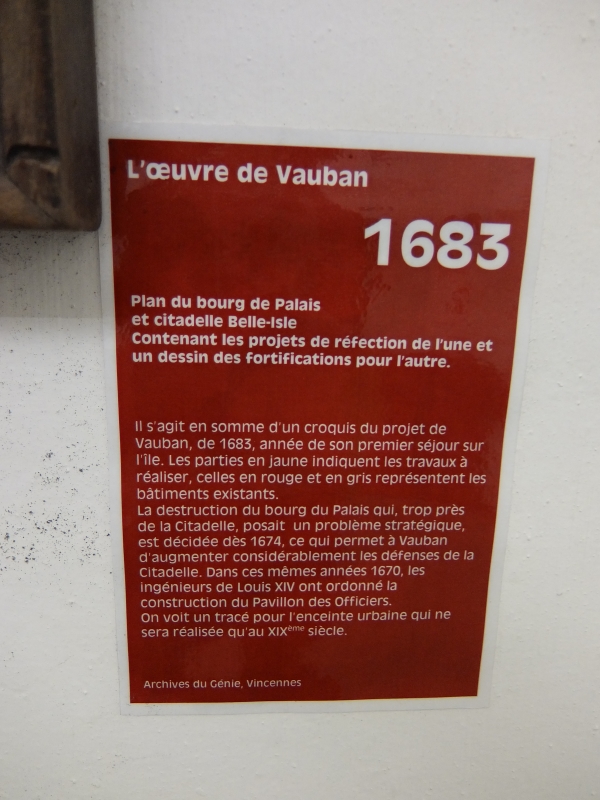 L'œuvre de Vauban
1683
Plan du bourg de Palais
et citadelle Belle-Isle
Contenant les projets de réfection de l'une et
un dessin des fortifications pour l'autre.
Il s'agit en somme d'un croquis du projet de
Vauban, de 1683, année de son premier séjour sur
l'île. Les parties en jaune indiquent les travaux à
réaliser, celles en rouge et en gris représentent les
bâtiments existants.
La destruction du bourg du Palais qui, trop près
de la Citadelle, posait un problème stratégique,
est décidée dès 1674, ce qui permet à Vauban
d'augmenter considérablement les défenses de la
Citadelle. Dans ces mêmes années 1670, les
ingénieurs de Louis XIV ont ordonné la
construction du Pavillon des Officiers.
On voit un tracé pour l'enceinte urbaine qui ne
sera réalisée qu'au XIXème siècle.
Archives du Génie, Vincennes